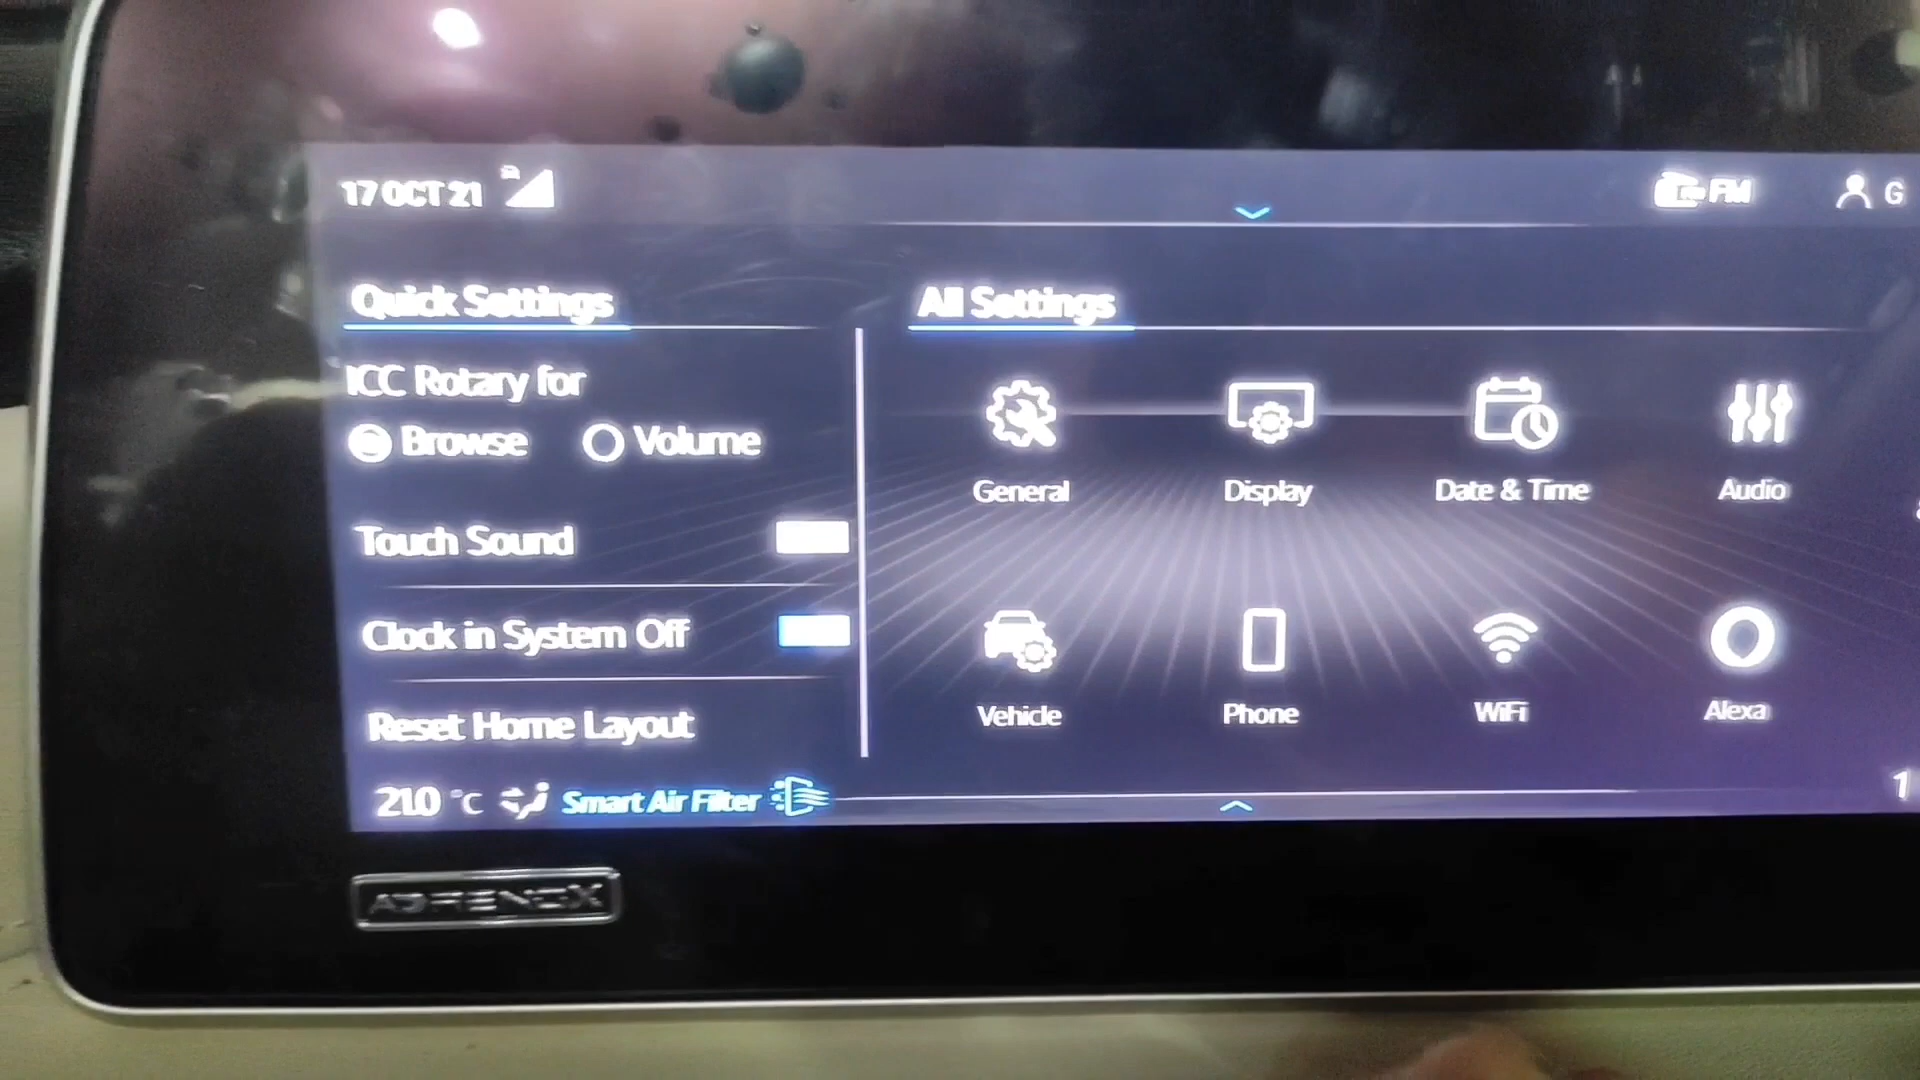 17 OCT 21
FM
G
Quick Settings
All Settings
ICC Rotary for
Browse
Volume
General
Display
Date & Time
Audio
Touch Sound
Clock in System Off
Vehicle
Phone
WiFi
Alexa
Reset Home Layout
21.0 °C
Smart Air Filter
1
ADRENOX